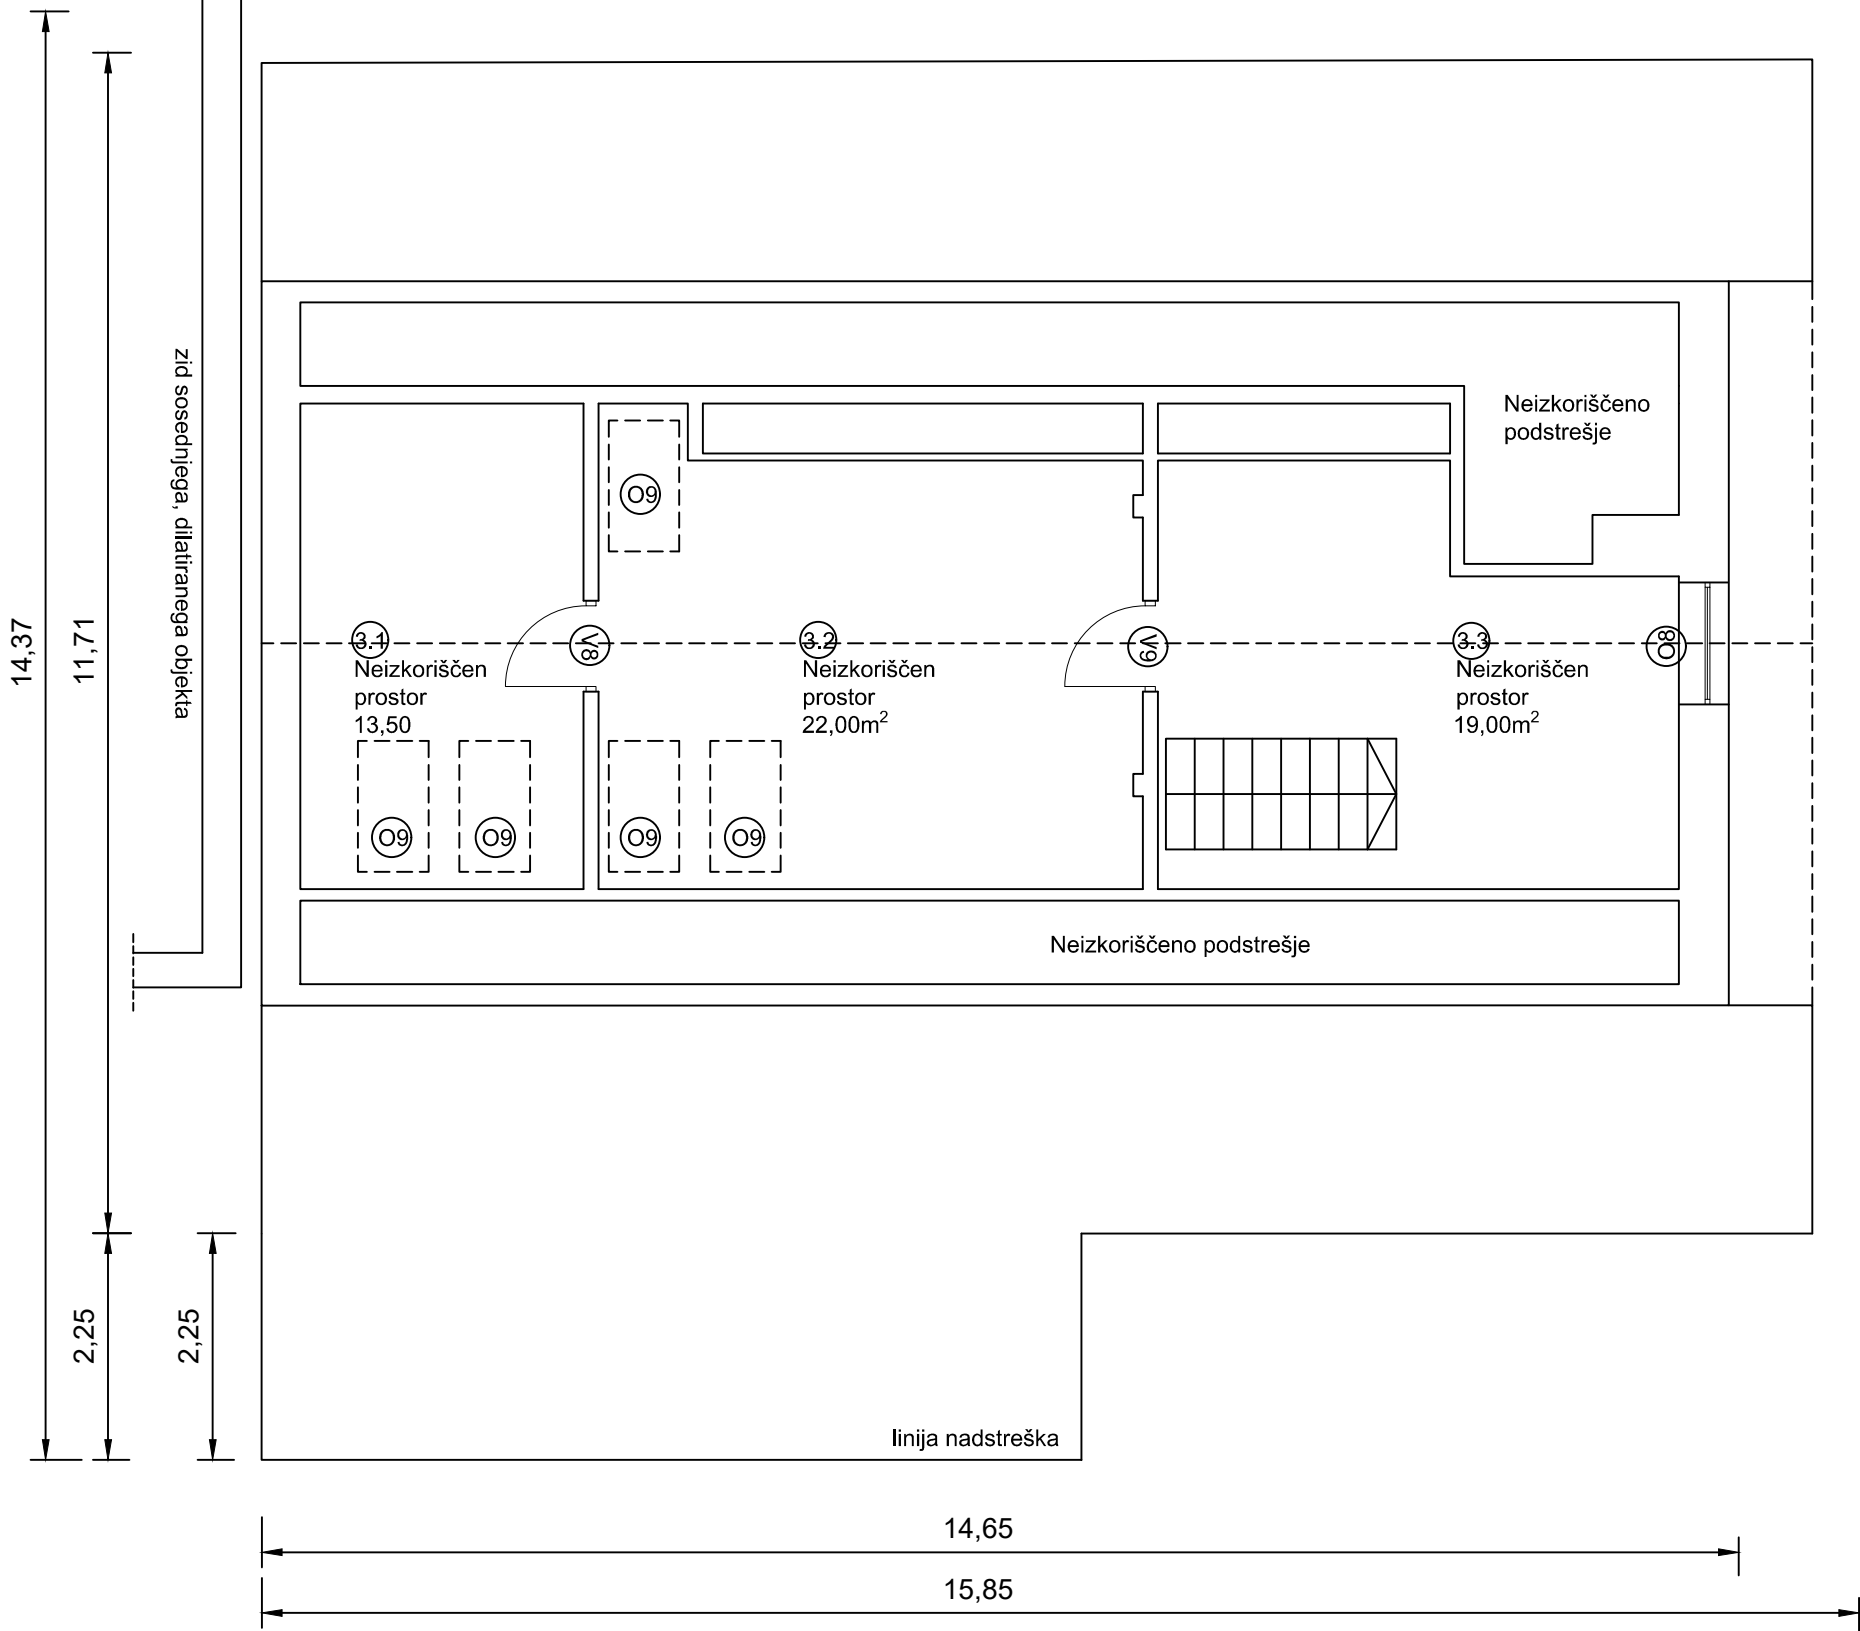 Neizkoriščeno
podstrešje
zid sosednjega, dilatiranega objekta
14,37
11,71
O9
3.1
Neizkoriščen
prostor
13,50
V8
3.2
Neizkoriščen
prostor
22,00m²
V9
3.3
Neizkoriščen
prostor
19,00m²
O8
O9
O9
O9
O9
Neizkoriščeno podstrešje
2,25
2,25
linija nadstreška
14,65
15,85